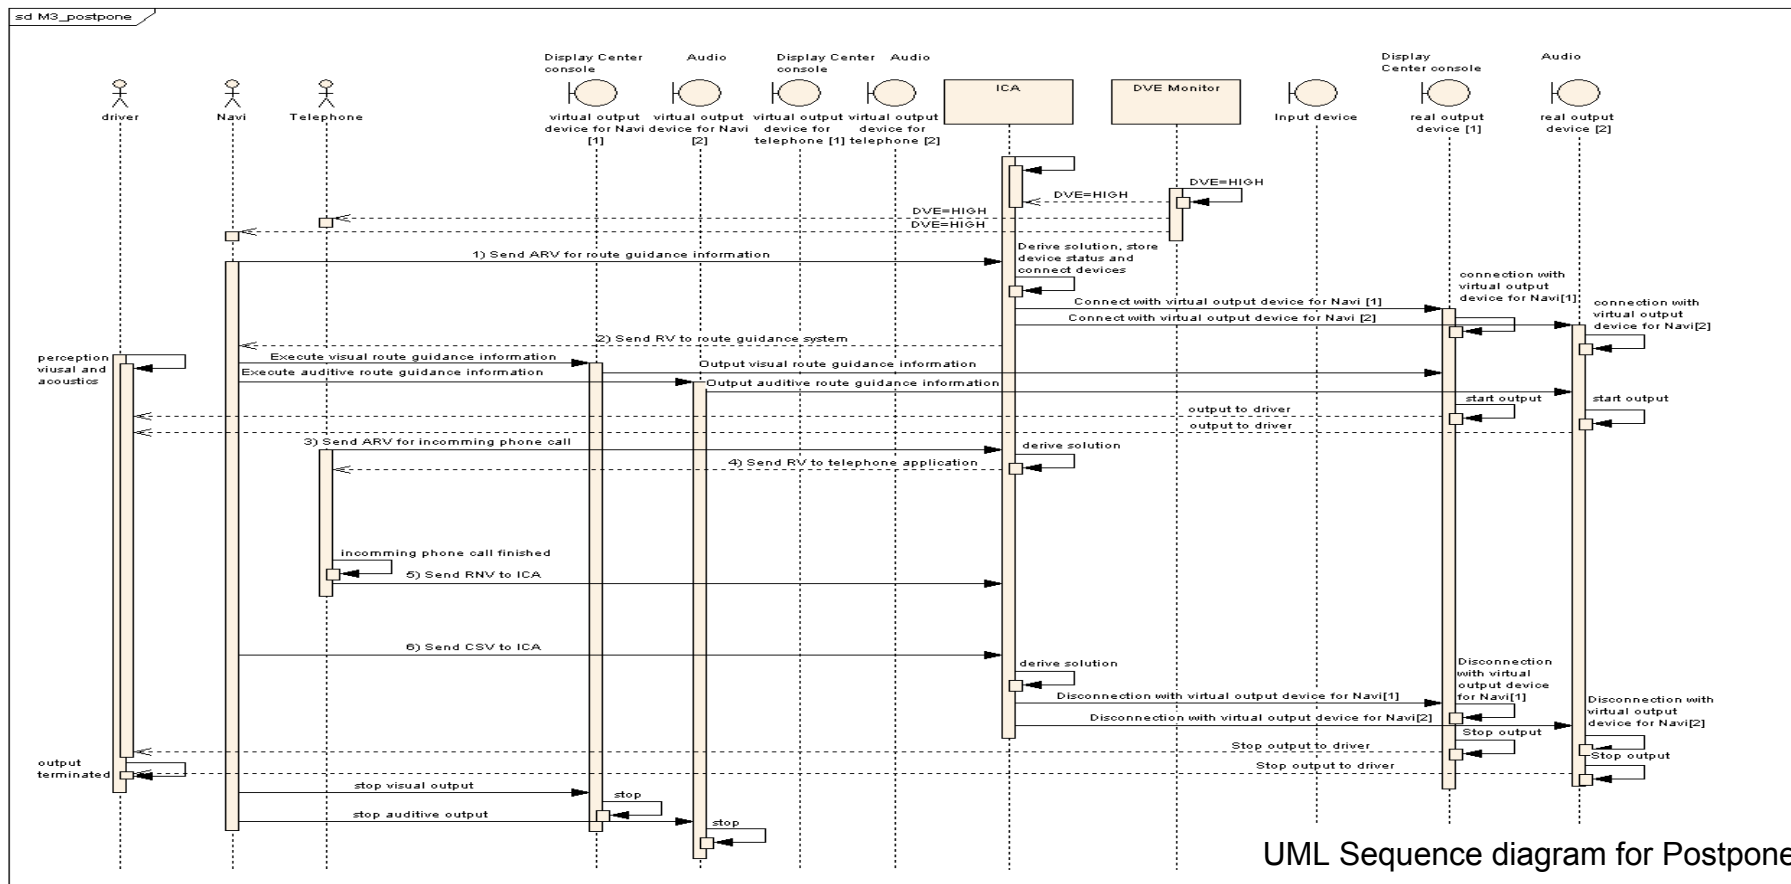 sd M3_postpone
Display Center
console
Audio
Display Center
console
Audio
Display
Center console
Audio
driver
Navi
Telephone
virtual output
device for Navi
[1]
virtual output
device for Navi
[2]
virtual output
device for
telephone [1]
virtual output
device for
telephone [2]
ICA
DVE Monitor
Input device
real output
device [1]
real output
device [2]
DVE=HIGH
DVE=HIGH
DVE=HIGH
DVE=HIGH
1) Send ARV for route guidance information
Derive solution, store
device status and
connect devices
connection with
virtual output
device for Navi[1]
Connect with virtual output device for Navi [1]
connection with
virtual output
device for Navi[2]
Connect with virtual output device for Navi [2]
2) Send RV to route guidance system
perception
viusal and
acoustics
Execute visual route guidance information
Output visual route guidance information
Execute auditive route guidance information
Output auditive route guidance information
start output
start output
output to driver
output to driver
3) Send ARV for incomming phone call
derive solution
4) Send RV to telephone application
incomming phone call finished
5) Send RNV to ICA
6) Send CSV to ICA
derive solution
Disconnection
with virtual
output device
for Navi[1]
Disconnection with virtual output device for Navi[1]
Disconnection with
virtual output
device for Navi[2]
Disconnection with virtual output device for Navi[2]
Stop output
Stop output to driver
Stop output
output
terminated
Stop output to driver
stop visual output
stop
stop auditive output
stop
UML Sequence diagram for Postpone